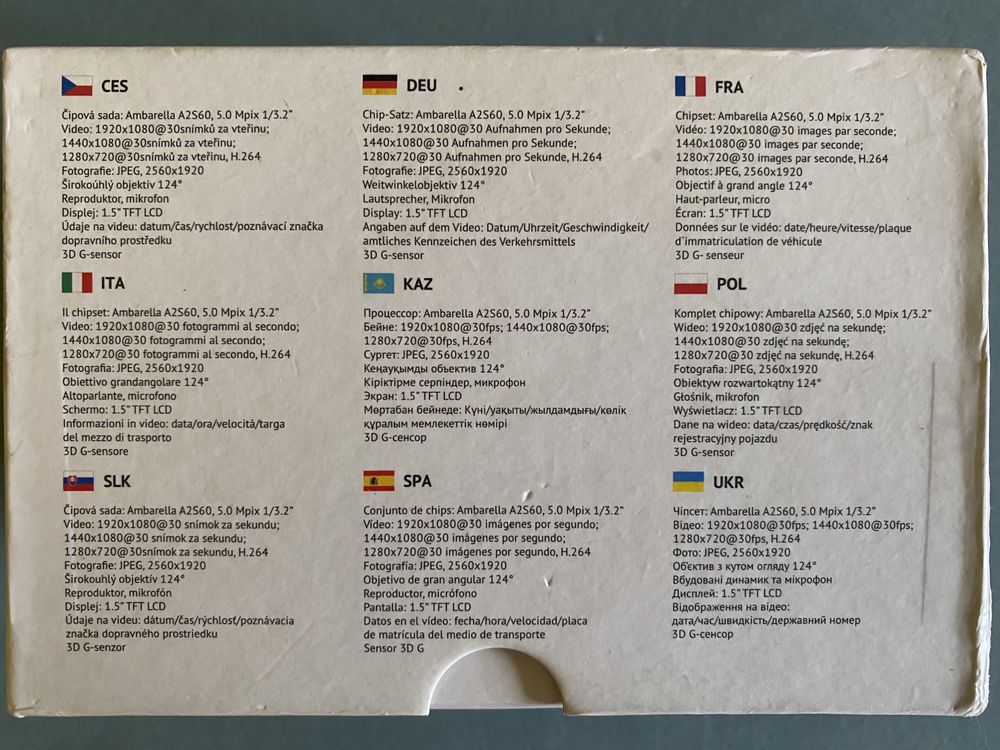 CES
Čipová sada: Ambarella A2S60, 5.0 Mpix 1/3.2"
Video: 1920x1080@30snímků za vteřinu;
1440x1080@30snímků za vteřinu;
1280x720@30snímků za vteřinu, H.264
Fotografie: JPEG, 2560x1920
Širokoúhlý objektiv 124°
Reproduktor, mikrofon
Displej: 1.5" TFT LCD
Údaje na videu: datum/čas/rychlost/poznávací značka
dopravního prostředku
3D G-sensor
DEU
Chip-Satz: Ambarella A2S60, 5.0 Mpix 1/3.2"
Video: 1920x1080@30 Aufnahmen pro Sekunde;
1440x1080@30 Aufnahmen pro Sekunde;
1280x720@30 Aufnahmen pro Sekunde, H.264
Fotografie: JPEG, 2560x1920
Weitwinkelobjektiv 124°
Lautsprecher, Mikrofon
Display: 1.5" TFT LCD
Angaben auf dem Video: Datum/Uhrzeit/Geschwindigkeit/
amtliches Kennzeichen des Verkehrsmittels
3D G-sensor
FRA
Chipset: Ambarella A2S60, 5.0 Mpix 1/3.2"
Vidéo: 1920x1080@30 images par seconde;
1440x1080@30 images par seconde;
1280x720@30 images par seconde, H.264
Photos: JPEG, 2560x1920
Objectif à grand angle 124°
Haut-parleur, micro
Écran: 1.5" TFT LCD
Données sur le vidéo: date/heure/vitesse/plaque
d`immatriculation de véhicule
3D G- senseur
ITA
Il chipset: Ambarella A2S60, 5.0 Mpix 1/3.2"
Video: 1920x1080@30 fotogrammi al secondo;
1440x1080@30 fotogrammi al secondo;
1280x720@30 fotogrammi al secondo, H.264
Fotografia: JPEG, 2560x1920
Obiettivo grandangolare 124°
Altoparlante, microfono
Schermo: 1.5" TFT LCD
Informazioni in video: data/ora/velocità/targa
del mezzo di trasporto
3D G-sensore
KAZ
Процессор: Ambarella A2S60, 5.0 Mpix 1/3.2"
Бейне: 1920x1080@30fps; 1440x1080@30fps;
1280x720@30fps, H.264
Сурет: JPEG, 2560x1920
Кеңауқымды объектив 124°
Кіріктірме серпіндер, микрофон
Экран: 1.5" TFT LCD
Мəртабан бейнеде: Күні/уақыты/жылдамдығы/көлік
құралым мемлекеттік нөмірі
3D G-сенсор
POL
Komplet chipowy: Ambarella A2S60, 5.0 Mpix 1/3.2"
Wideo: 1920x1080@30 zdjęć na sekundę;
1440x1080@30 zdjęć na sekundę;
1280x720@30 zdjęć na sekundę, H.264
Fotografia: JPEG, 2560x1920
Obiektyw rozwartokątny 124°
Głośnik, mikrofon
Wyświetlacz: 1.5" TFT LCD
Dane na wideo: data/czas/prędkość/znak
rejestracyjny pojazdu
3D G-sensor
SLK
Čipová sada: Ambarella A2S60, 5.0 Mpix 1/3.2"
Video: 1920x1080@30 snímok za sekundu;
1440x1080@30 snímok za sekundu;
1280x720@30snímok za sekundu, H.264
Fotografie: JPEG, 2560x1920
Širokouhlý objektív 124°
Reproduktor, mikrofón
Displej: 1.5" TFT LCD
Údaje na videu: dátum/čas/rýchlosť/poznávacia
značka dopravného prostriedku
3D G-senzor
SPA
Conjunto de chips: Ambarella A2S60, 5.0 Mpix 1/3.2"
Vídeo: 1920x1080@30 imágenes por segundo;
1440x1080@30 imágenes por segundo;
1280x720@30 imágenes por segundo, H.264
Fotografía: JPEG, 2560x1920
Objetivo de gran angular 124°
Reproductor, micrófono
Pantalla: 1.5" TFT LCD
Datos en el vídeo: fecha/hora/velocidad/placa
de matrícula del medio de transporte
Sensor 3D G
UKR
Чіпсет: Ambarella A2S60, 5.0 Mpix 1/3.2"
Відео: 1920x1080@30fps; 1440x1080@30fps;
1280x720@30fps, H.264
Фото: JPEG, 2560x1920
Об'єктив з кутом огляду 124°
Вбудовані динамик та мікрофон
Дисплей: 1.5" TFT LCD
Відображення на відео:
дата/час/швидкість/державний номер
3D G-сенсор